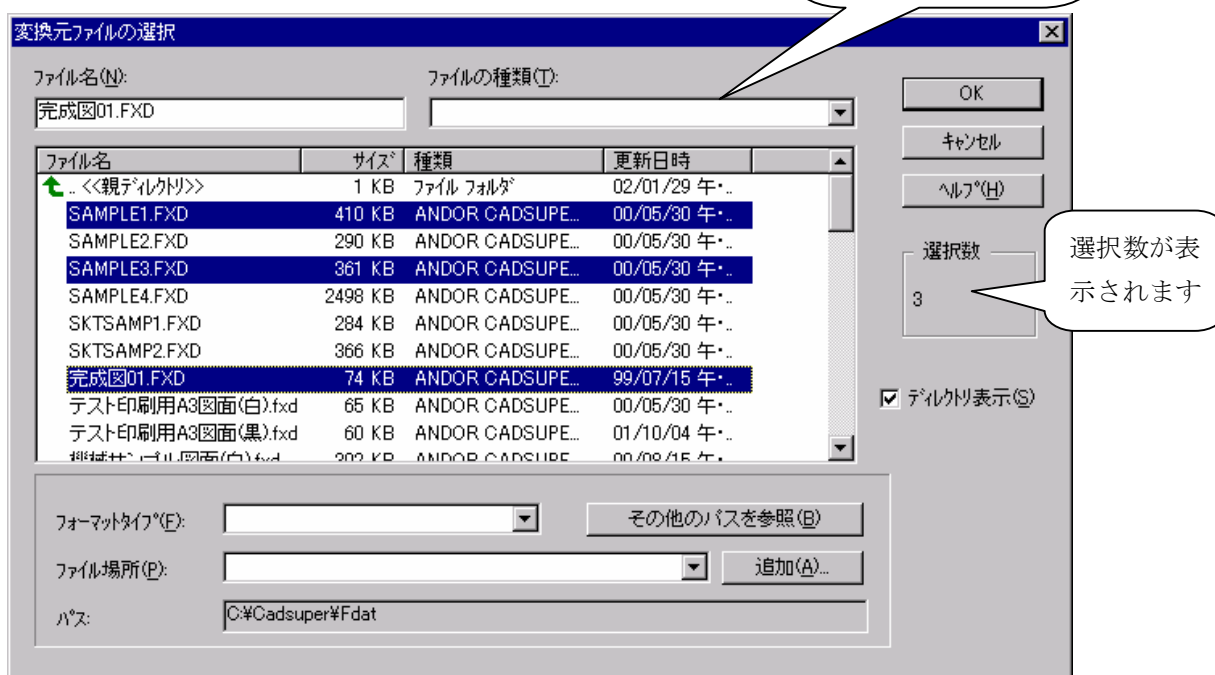 変換元ファイルの選択
ファイル名(N):
ファイルの種類(T):
完成図01.FXD
OK
キャンセル
ヘルプ(H)
ファイル名 サイズ 種類 更新日時
.. <<親ディレクトリ>> 1 KB ファイル フォルダ 02/01/29 午・..
SAMPLE1.FXD 410 KB ANDOR CADSUPE... 00/05/30 午・..
SAMPLE2.FXD 290 KB ANDOR CADSUPE... 00/05/30 午・..
SAMPLE3.FXD 361 KB ANDOR CADSUPE... 00/05/30 午・..
SAMPLE4.FXD 2498 KB ANDOR CADSUPE... 00/05/30 午・..
SKTSAMP1.FXD 284 KB ANDOR CADSUPE... 00/05/30 午・..
SKTSAMP2.FXD 366 KB ANDOR CADSUPE... 00/05/30 午・..
完成図01.FXD 74 KB ANDOR CADSUPE... 99/07/15 午・..
テスト印刷用A3図面(白).fxd 65 KB ANDOR CADSUPE... 00/05/30 午・..
テスト印刷用A3図面(黒).fxd 60 KB ANDOR CADSUPE... 01/10/04 午・..
選択数
3
選択数が表
示されます
ディレクトリ表示(S)
フォーマットタイプ(F):
その他のパスを参照(B)
ファイル場所(P):
追加(A)...
パス:
C:¥Cadsuper¥Fdat